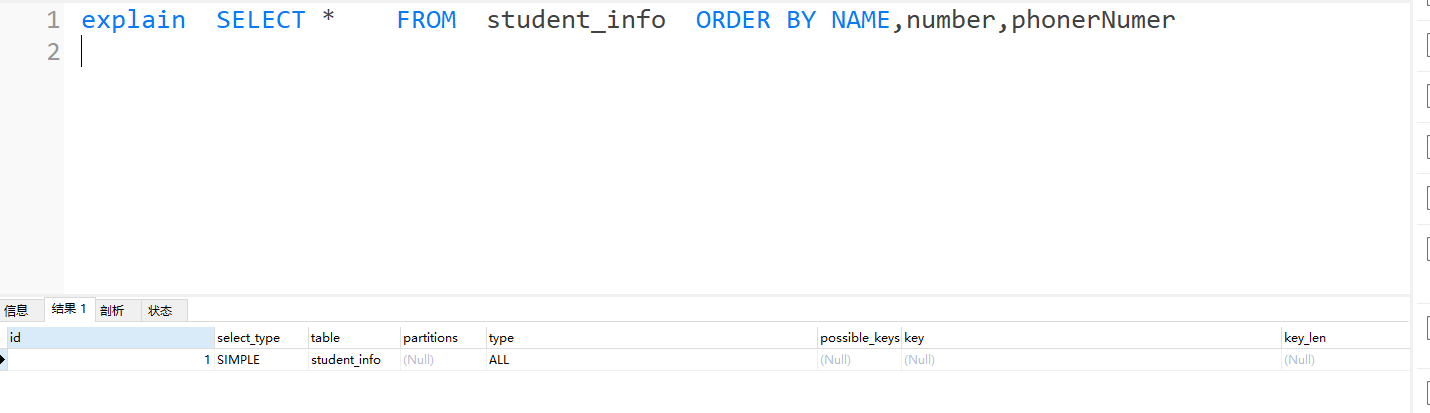 1 explain SELECT * FROM student_info ORDER BY NAME,number,phonerNumer
2
信息 结果 1 剖析 状态
id select_type table partitions type possible_keys key key_len
1 SIMPLE student_info (Null) ALL (Null) (Null) (Null)